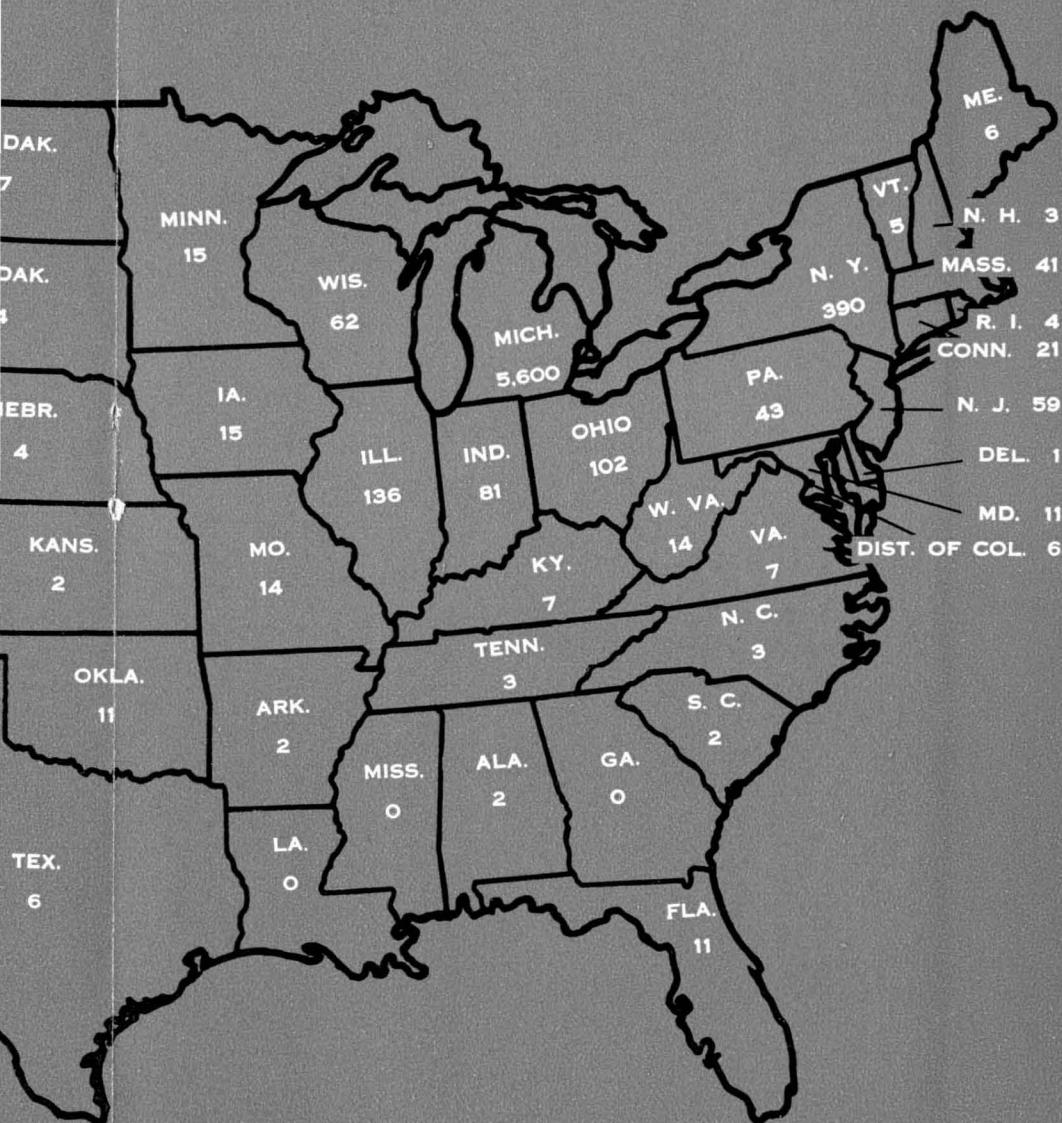 DAK.
7
DAK.
4
NEBR.
4
KANS.
2
OKLA.
11
TEX.
6
MINN.
15
IA.
15
MO.
14
ARK.
2
LA.
0
WIS.
62
ILL.
136
MISS.
0
MICH.
5,600
IND.
81
KY.
7
TENN.
3
ALA.
2
OHIO
102
GA.
0
W. VA.
14
PA.
43
VA.
7
N. C.
3
S. C.
2
FLA.
11
N. Y.
390
VT.
5
ME.
6
N. H. 3
MASS. 41
R. I. 4
CONN. 21
N. J. 59
DEL. 1
MD. 11
DIST. OF COL. 6